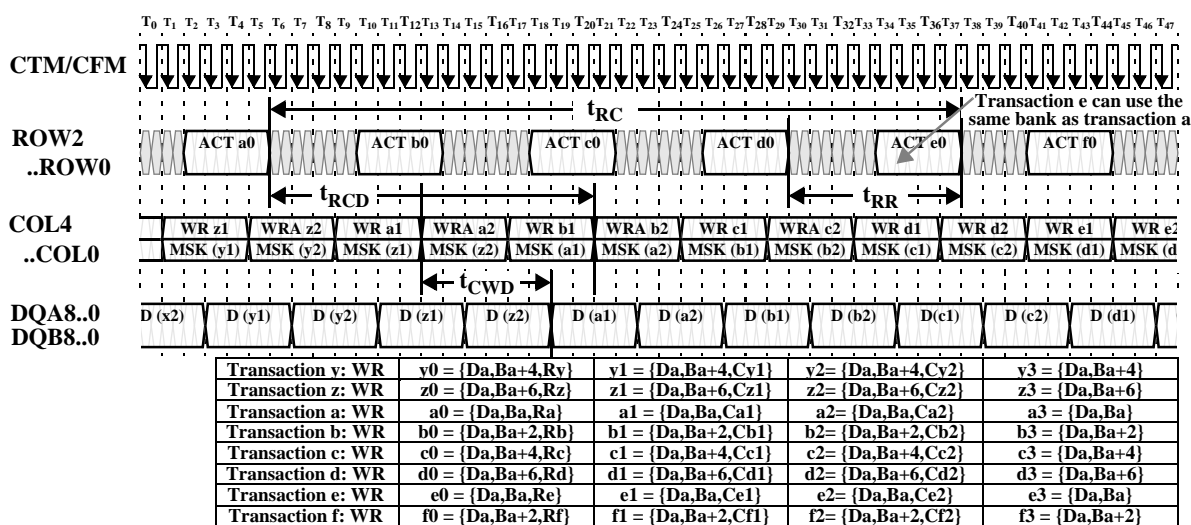 T0 T1 T2 T3 T4 T5 T6 T7 T8 T9 T10 T11 T12 T13 T14 T15 T16 T17 T18 T19 T20 T21 T22 T23 T24 T25 T26 T27 T28 T29 T30 T31 T32 T33 T34 T35 T36 T37 T38 T39 T40 T41 T42 T43 T44 T45 T46 T47
CTM/CFM
tRC
Transaction e can use the
same bank as transaction a
ROW2
..ROW0
ACT a0 ACT b0 ACT c0 ACT d0 ACT e0 ACT f0
tRCD
tRR
COL4
..COL0
WR z1 WRA z2 WR a1 WRA a2 WR b1 WRA b2 WR c1 WRA c2 WR d1 WR d2 WR e1 WR e2
MSK (y1) MSK (y2) MSK (z1) MSK (z2) MSK (a1) MSK (a2) MSK (b1) MSK (b2) MSK (c1) MSK (c2) MSK (d1) MSK (d
tCWD
DQA8..0
DQB8..0
D (x2) D (y1) D (y2) D (z1) D (z2) D (a1) D (a2) D (b1) D (b2) D(c1) D (c2) D (d1)
Transaction y: WR y0 = {Da,Ba+4,Ry} y1 = {Da,Ba+4,Cy1} y2= {Da,Ba+4,Cy2} y3 = {Da,Ba+4}
Transaction z: WR z0 = {Da,Ba+6,Rz} z1 = {Da,Ba+6,Cz1} z2= {Da,Ba+6,Cz2} z3 = {Da,Ba+6}
Transaction a: WR a0 = {Da,Ba,Ra} a1 = {Da,Ba,Ca1} a2= {Da,Ba,Ca2} a3 = {Da,Ba}
Transaction b: WR b0 = {Da,Ba+2,Rb} b1 = {Da,Ba+2,Cb1} b2= {Da,Ba+2,Cb2} b3 = {Da,Ba+2}
Transaction c: WR c0 = {Da,Ba+4,Rc} c1 = {Da,Ba+4,Cc1} c2= {Da,Ba+4,Cc2} c3 = {Da,Ba+4}
Transaction d: WR d0 = {Da,Ba+6,Rd} d1 = {Da,Ba+6,Cd1} d2= {Da,Ba+6,Cd2} d3 = {Da,Ba+6}
Transaction e: WR e0 = {Da,Ba,Re} e1 = {Da,Ba,Ce1} e2= {Da,Ba,Ce2} e3 = {Da,Ba}
Transaction f: WR f0 = {Da,Ba+2,Rf} f1 = {Da,Ba+2,Cf1} f2= {Da,Ba+2,Cf2} f3 = {Da,Ba+2}